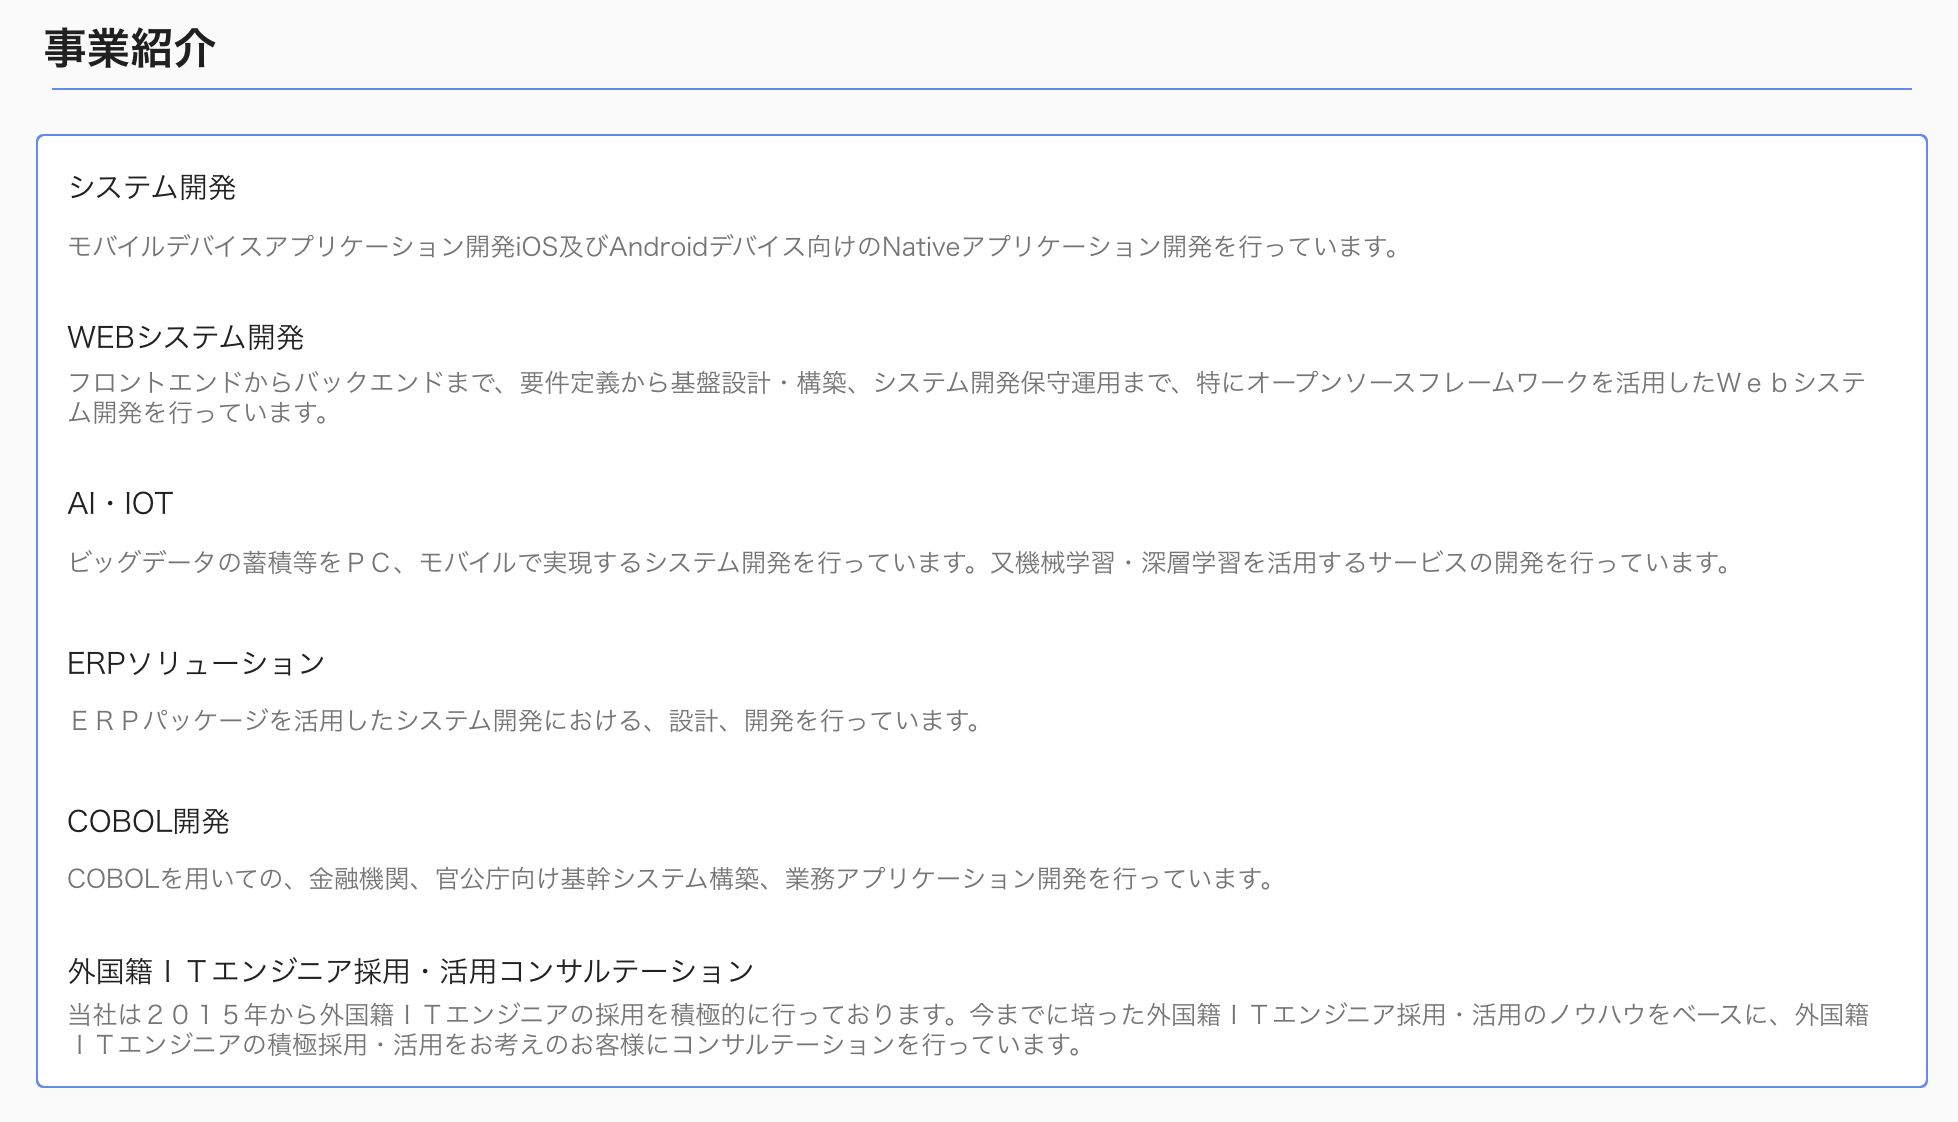 事業紹介
システム開発
モバイルデバイスアプリケーション開発iOS及びAndroidデバイス向けのNativeアプリケーション開発を行っています。
WEBシステム開発
フロントエンドからバックエンドまで、要件定義から基盤設計・構築、システム開発保守運用まで、特にオープンソースフレームワークを活用したＷｅｂシステ
ム開発を行っています。
AI・IOT
ビッグデータの蓄積等をＰＣ、モバイルで実現するシステム開発を行っています。又機械学習・深層学習を活用するサービスの開発を行っています。
ERPソリューション
ＥＲＰパッケージを活用したシステム開発における、設計、開発を行っています。
COBOL開発
COBOLを用いての、金融機関、官公庁向け基幹システム構築、業務アプリケーション開発を行っています。
外国籍ＩＴエンジニア採用・活用コンサルテーション
当社は２０１５年から外国籍ＩＴエンジニアの採用を積極的に行っております。今までに培った外国籍ＩＴエンジニア採用・活用のノウハウをベースに、外国籍
ＩＴエンジニアの積極採用・活用をお考えのお客様にコンサルテーションを行っています。